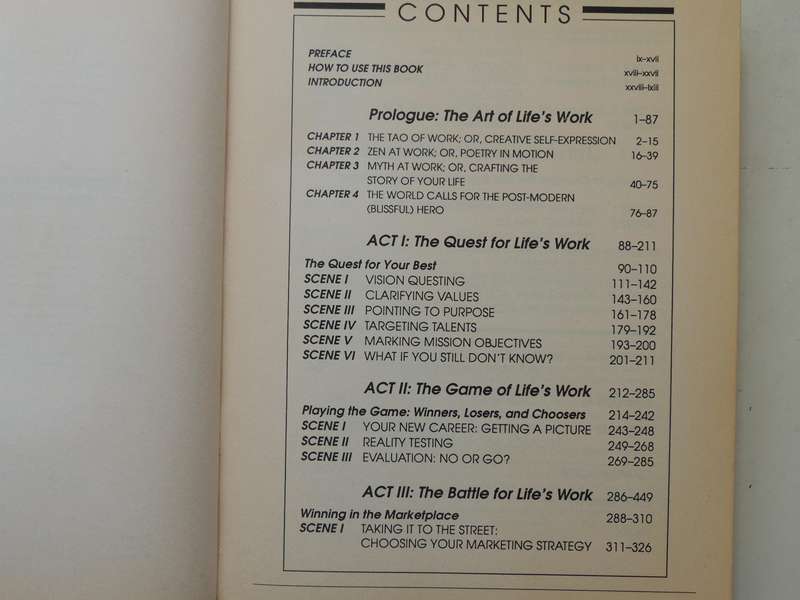 CONTENTS
PREFACE ix–xvii
HOW TO USE THIS BOOK xviii–xxvii
INTRODUCTION xxviii–lxiii
Prologue: The Art of Life's Work 1–87
CHAPTER 1 THE TAO OF WORK; OR, CREATIVE SELF-EXPRESSION 2–15
CHAPTER 2 ZEN AT WORK; OR, POETRY IN MOTION 16–39
CHAPTER 3 MYTH AT WORK; OR, CRAFTING THE
STORY OF YOUR LIFE 40–75
CHAPTER 4 THE WORLD CALLS FOR THE POST-MODERN
(BLISSFUL) HERO 76–87
ACT I: The Quest for Life's Work 88–211
The Quest for Your Best 90–110
SCENE I VISION QUESTING 111–142
SCENE II CLARIFYING VALUES 143–160
SCENE III POINTING TO PURPOSE 161–178
SCENE IV TARGETING TALENTS 179–192
SCENE V MARKING MISSION OBJECTIVES 193–200
SCENE VI WHAT IF YOU STILL DON'T KNOW? 201–211
ACT II: The Game of Life's Work 212–285
Playing the Game: Winners, Losers, and Choosers 214–242
SCENE I YOUR NEW CAREER: GETTING A PICTURE 243–248
SCENE II REALITY TESTING 249–268
SCENE III EVALUATION: NO OR GO? 269–285
ACT III: The Battle for Life's Work 286–449
Winning in the Marketplace 288–310
SCENE I TAKING IT TO THE STREET:
CHOOSING YOUR MARKETING STRATEGY 311–326